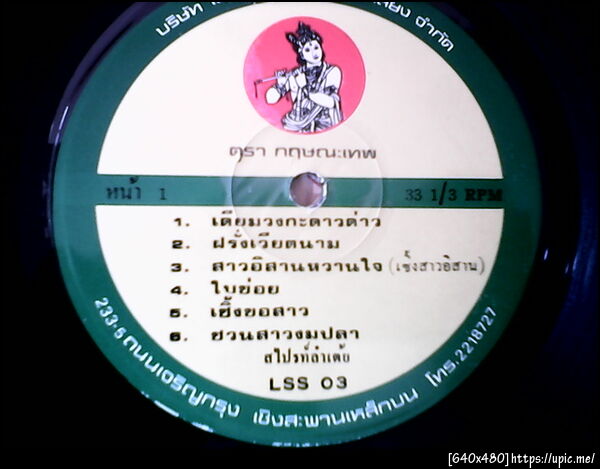 บริษัท
เสียง จำกัด
ตรา กฤษณะเทพ
หน้า 1
33 1/3 RPM
1. เดียมวงกะดาวด่าว
2. ฝรั่งเวียตนาม
3. สาวอิสานหวานใจ (เซิ้งสาวอิสาน)
4. ใบข่อย
5. เซิ้งขอสาว
6. ชวนสาวงมปลา
สไปรท์ลำเต้ย
LSS 03
233-5 ถนนเจริญกรุง เชิงสะพานเหล็กบน โทร. 2218727
[640x480]https://upic.me/